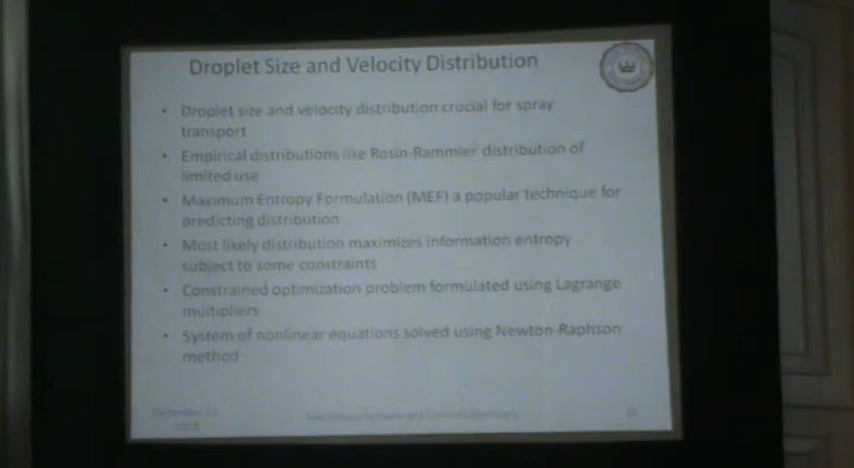 Droplet Size and Velocity Distribution
• Droplet size and velocity distribution crucial for spray
transport
• Empirical distributions like Rosin-Rammler distribution of
limited use
• Maximum Entropy Formulation (MEF) a popular technique for
predicting distribution
• Most likely distribution maximizes information entropy
subject to some constraints
• Constrained optimization problem formulated using Lagrange
multipliers
• System of nonlinear equations solved using Newton-Raphson
method
December